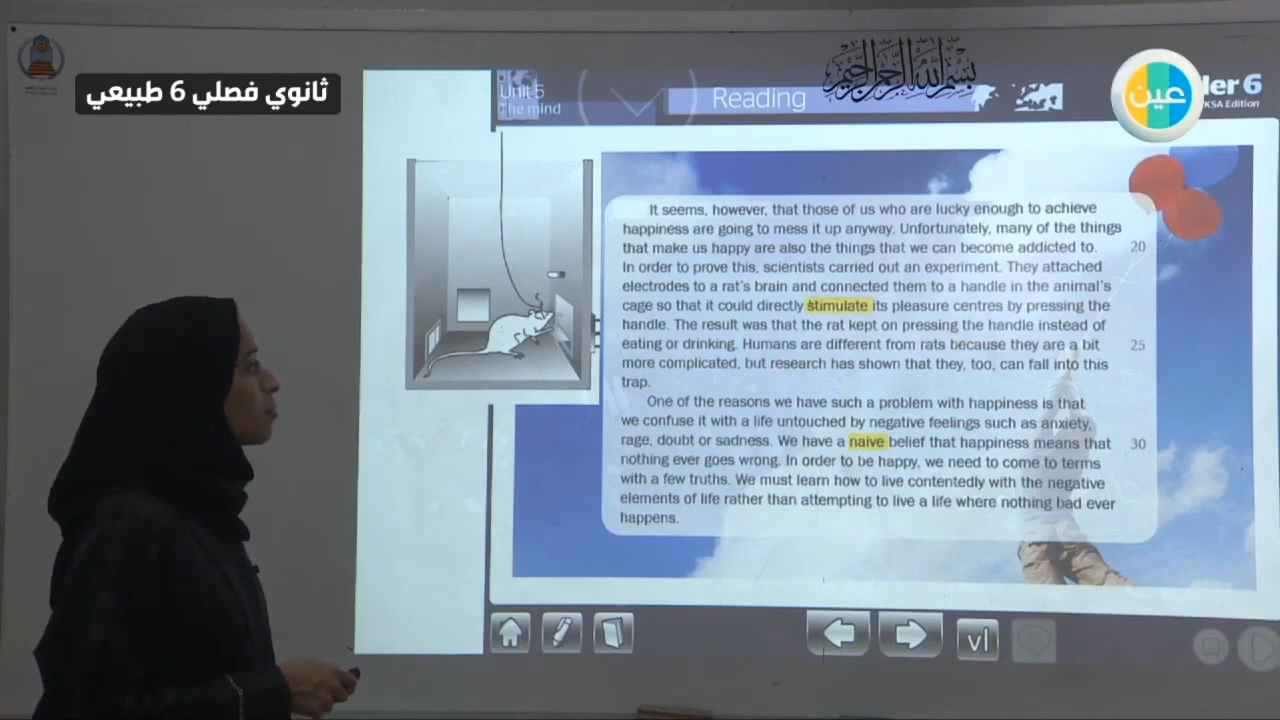 ثانوي فصلي 6 طبيعي
Unit 5
The mind
Reading
بسم الله الرحمن الرحيم
عين
ler 6
KSA Edition
It seems, however, that those of us who are lucky enough to achieve
happiness are going to mess it up anyway. Unfortunately, many of the things
that make us happy are also the things that we can become addicted to. 20
In order to prove this, scientists carried out an experiment. They attached
electrodes to a rat's brain and connected them to a handle in the animal's
cage so that it could directly stimulate its pleasure centres by pressing the
handle. The result was that the rat kept on pressing the handle instead of
eating or drinking. Humans are different from rats because they are a bit 25
more complicated, but research has shown that they, too, can fall into this
trap.
One of the reasons we have such a problem with happiness is that
we confuse it with a life untouched by negative feelings such as anxiety,
rage, doubt or sadness. We have a naive belief that happiness means that 30
nothing ever goes wrong. In order to be happy, we need to come to terms
with a few truths. We must learn how to live contentedly with the negative
elements of life rather than attempting to live a life where nothing bad ever
happens.
vl